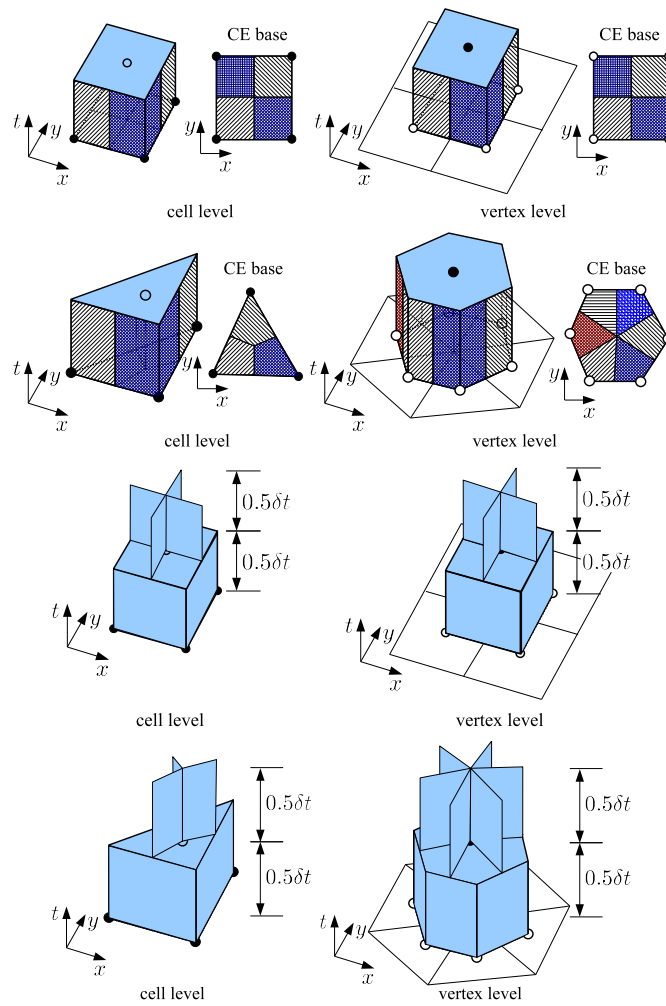 CE base
CE base
t
y
x
y
x
t
y
x
y
x
cell level
vertex level
CE base
CE base
t
y
x
y
x
t
y
x
y
x
cell level
vertex level
0.5δt
0.5δt
0.5δt
0.5δt
t
y
x
t
y
x
cell level
vertex level
0.5δt
0.5δt
0.5δt
0.5δt
t
y
x
t
y
x
cell level
vertex level